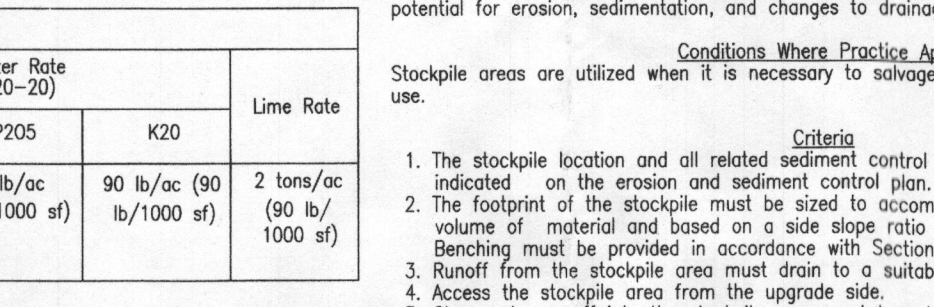 er Rate
20-20)
Lime Rate
P205
K20
lb/ac
1000 sf)
90 lb/ac (90
lb/1000 sf)
2 tons/ac
(90 lb/
1000 sf)
potential for erosion, sedimentation, and changes to draina
Conditions Where Practice Ap
Stockpile areas are utilized when it is necessary to salvage
use.
Criteria
1. The stockpile location and all related sediment control
indicated on the erosion and sediment control plan.
2. The footprint of the stockpile must be sized to accom
volume of material and based on a side slope ratio
Benching must be provided in accordance with Section
3. Runoff from the stockpile area must drain to a suitab
4. Access the stockpile area from the upgrade side.